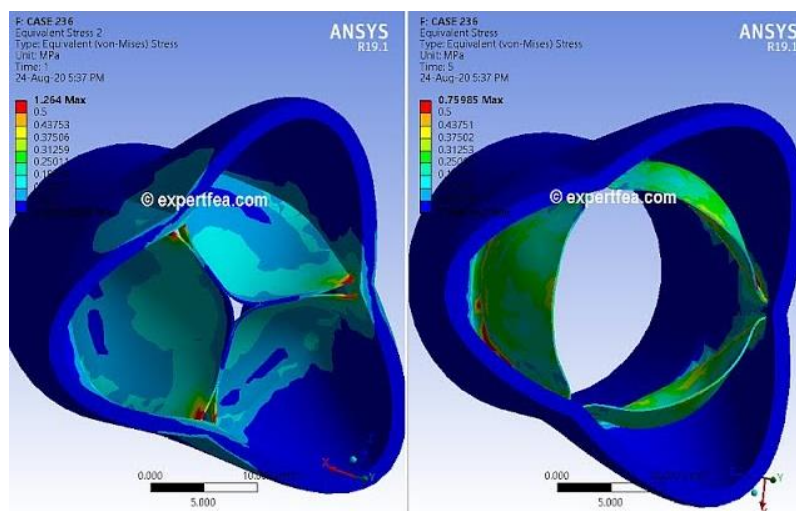 F: CASE 236
Equivalent Stress 2
Type: Equivalent (von-Mises) Stress
Unit: MPa
Time: 1
24-Aug-20 5:37 PM
ANSYS
R19.1
1.264 Max
0.5
0.43753
0.37506
0.31259
0.25011
© expertfea.com
X
Y
0.000
5.000
F: CASE 236
Equivalent Stress
Type: Equivalent (von-Mises) Stress
Unit: MPa
Time: 5
24-Aug-20 5:37 PM
ANSYS
R19.1
0.75985 Max
0.5
0.43751
0.37502
0.31253
© expertfea.com
Y
0.000
5.000